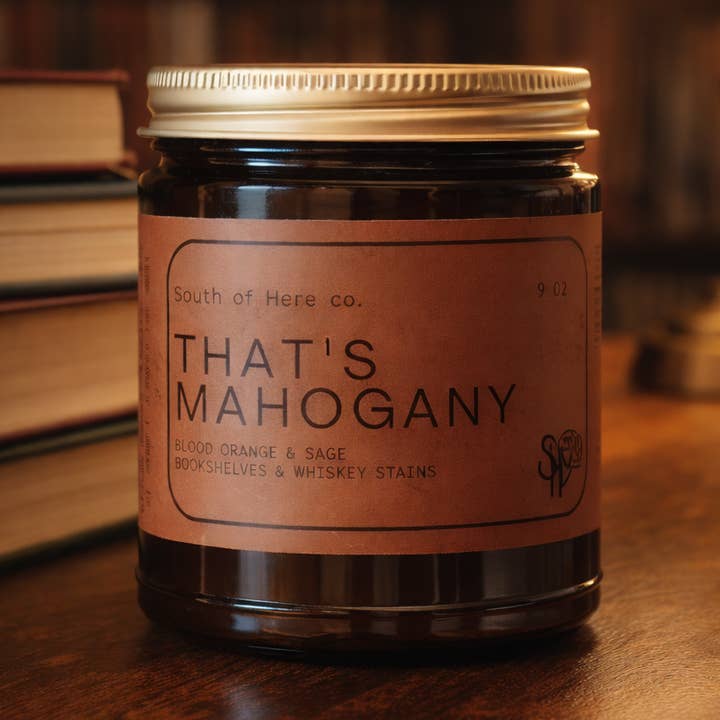 South of Here co.
9 OZ
THAT'S
MAHOGANY
BLOOD ORANGE & SAGE
BOOKSHELVES & WHISKEY STAINS